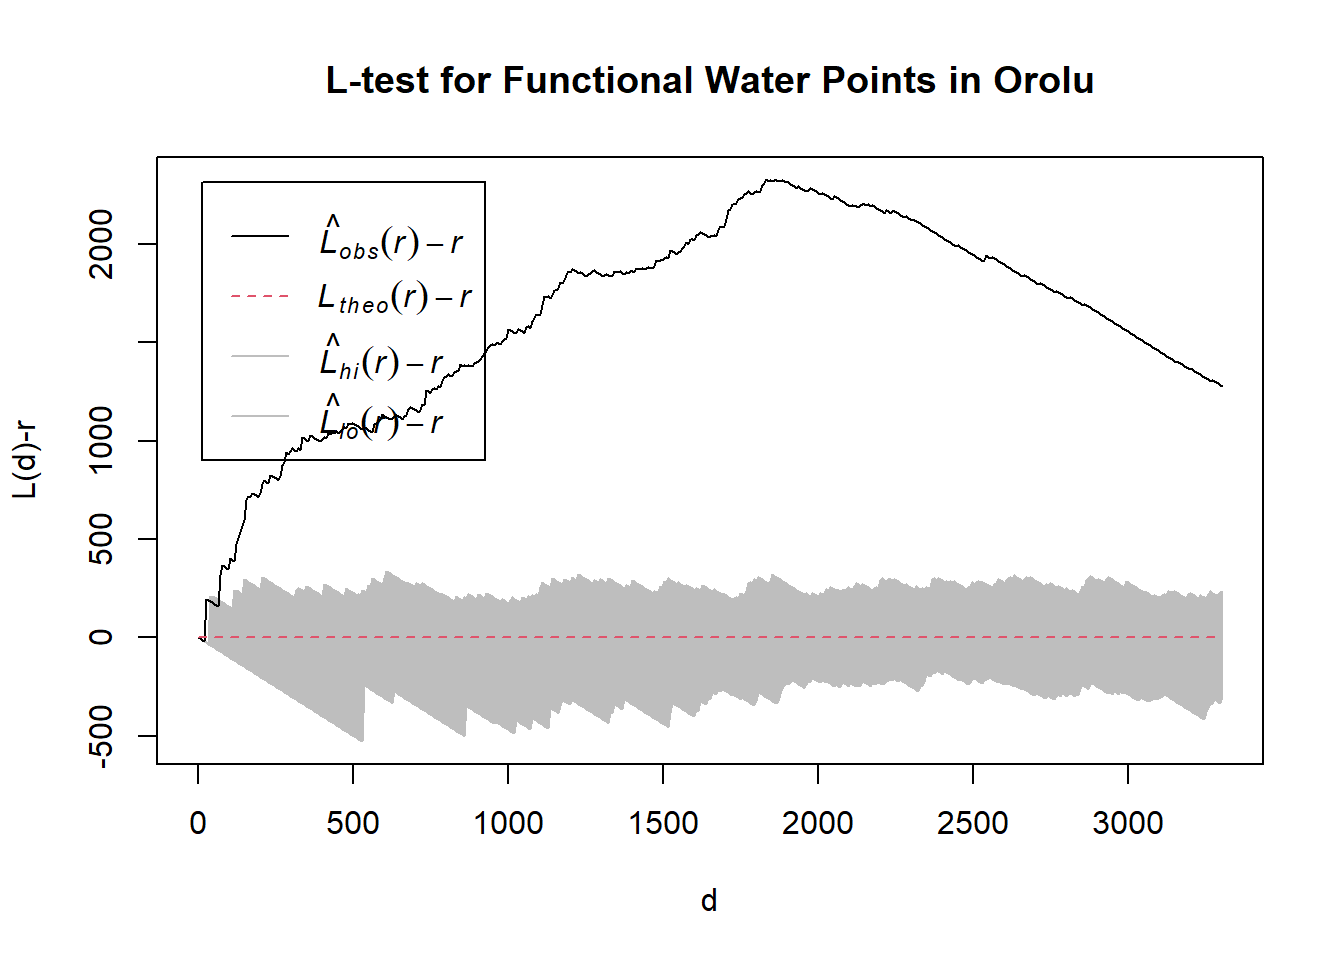 L-test for Functional Water Points in Orolu
L̂obs(r) − r
Ltheo(r) − r
L̂hi(r) − r
L̂lo(r) − r
L(d)-r
2000
1000
500
0
-500
0 500 1000 1500 2000 2500 3000
d